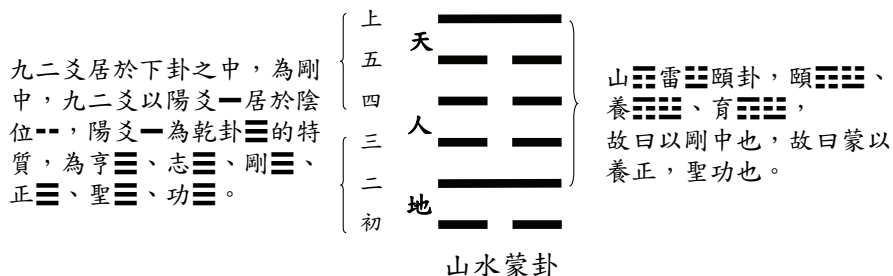 九二爻居於下卦之中,為剛
中,九二爻以陽爻⚊居於陰
位⚋,陽爻⚊為乾卦☰的特
質,為亨☰、志☰、剛☰、
正☰、聖☰、功☰。
上
五
四
三
二
初
天
人
地
山☶雷☳頤卦,頤☶☳、
養☶☳、育☶☳,
故曰以剛中也,故曰蒙以
養正,聖功也。
山水蒙卦